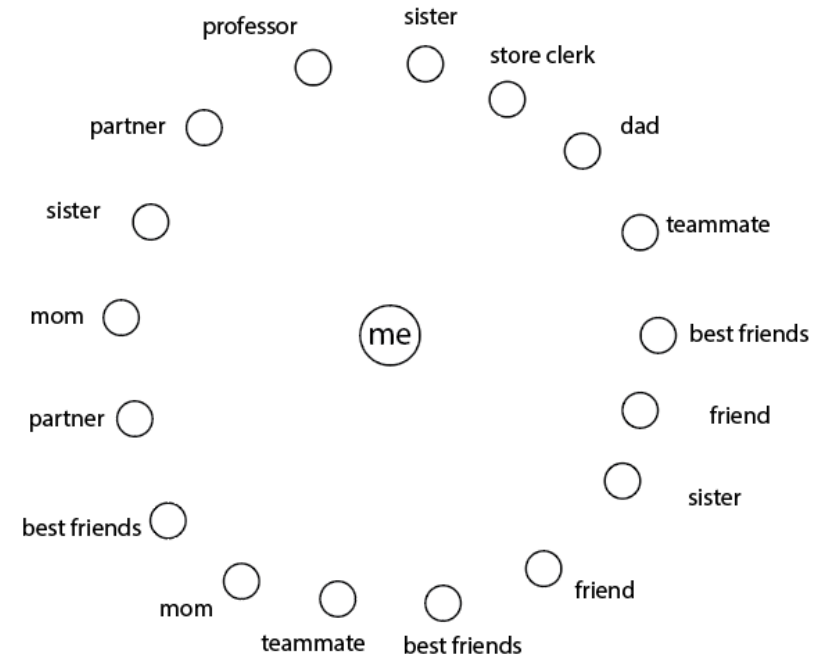 sister
professor
store clerk
dad
partner
sister
teammate
mom
me
best friends
friend
partner
sister
best friends
friend
mom
teammate
best friends